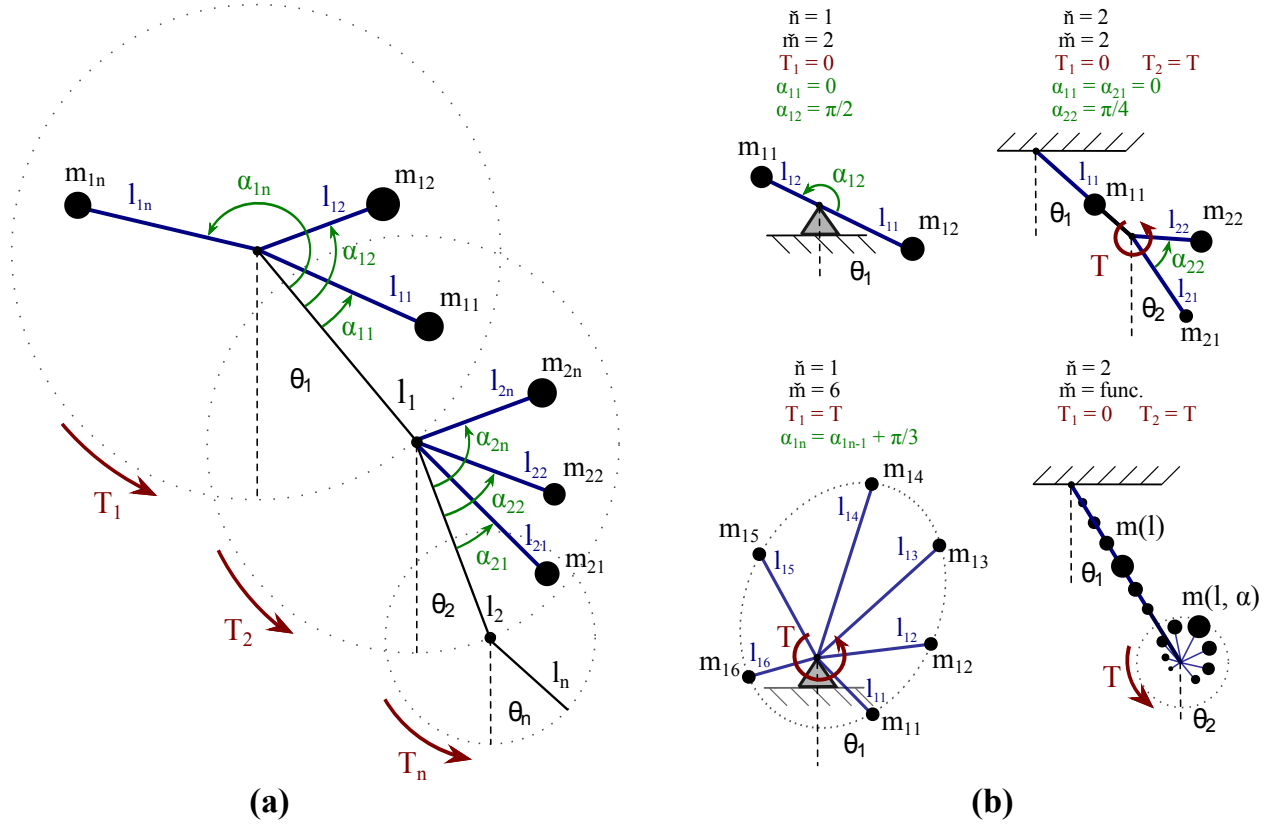 m₁ₙ
l₁ₙ
α₁ₙ
l₁₂
m₁₂
α₁₂
l₁₁
m₁₁
α₁₁
θ₁
l₁
l₂ₙ
m₂ₙ
α₂ₙ
l₂₂
m₂₂
α₂₂
l₂₁
m₂₁
α₂₁
T₁
θ₂
l₂
T₂
lₙ
θₙ
Tₙ
(a)
ň = 1
m̌ = 2
T₁ = 0
α₁₁ = 0
α₁₂ = π/2
m₁₁
l₁₂
α₁₂
l₁₁
m₁₂
θ₁
ň = 2
m̌ = 2
T₁ = 0 T₂ = T
α₁₁ = α₂₁ = 0
α₂₂ = π/4
l₁₁
m₁₁
θ₁
l₂₂
m₂₂
T
α₂₂
l₂₁
θ₂
m₂₁
ň = 1
m̌ = 6
T₁ = T
α₁ₙ = α₁ₙ₋₁ + π/3
m₁₄
l₁₄
m₁₅
l₁₅
l₁₃
m₁₃
T
l₁₂
m₁₂
m₁₆
l₁₆
l₁₁
m₁₁
θ₁
ň = 2
m̌ = func.
T₁ = 0 T₂ = T
m(l)
θ₁
m(l, α)
T
θ₂
(b)